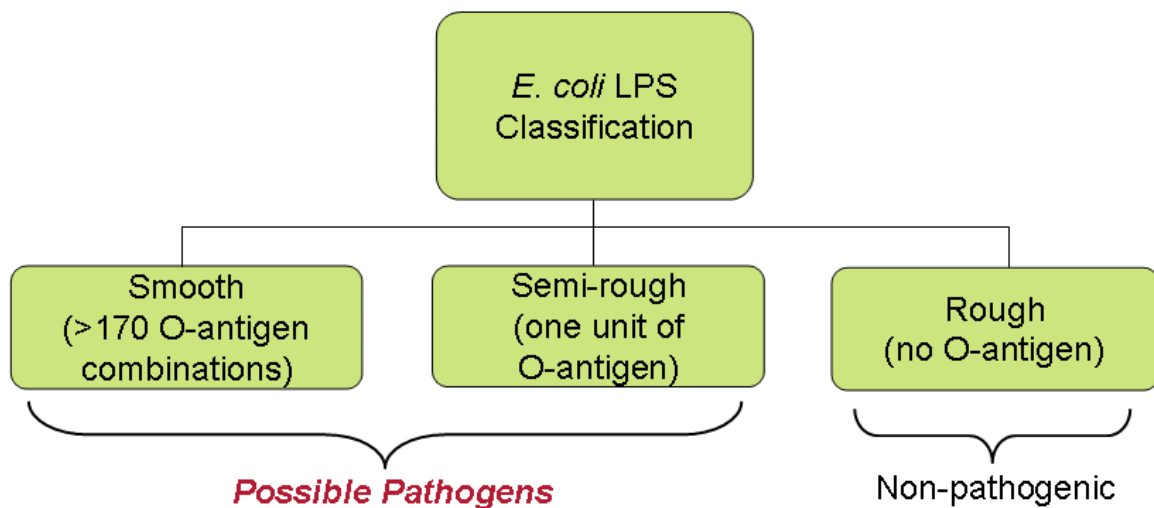 E. coli LPS
Classification
Smooth
(>170 O-antigen
combinations)
Semi-rough
(one unit of
O-antigen)
Rough
(no O-antigen)
Possible Pathogens
Non-pathogenic